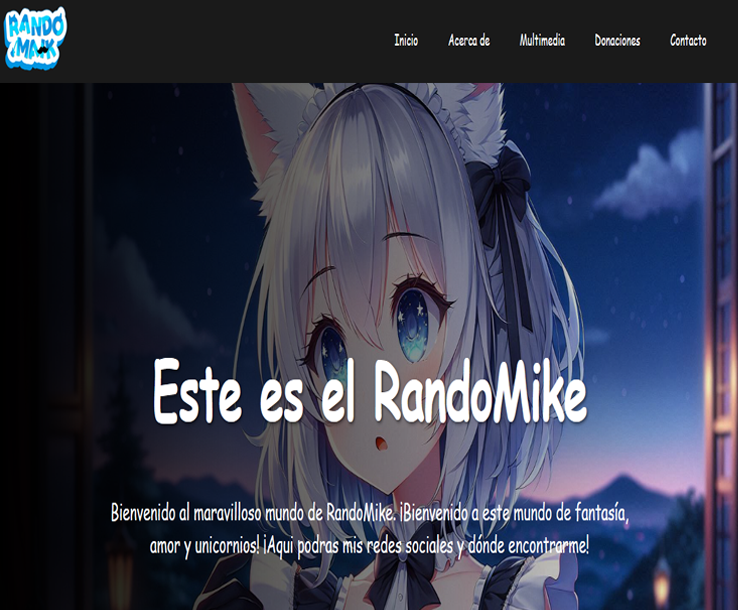 RANDO
MAIK
Inicio Acerca de Multimedia Donaciones Contacto
Este es el RandoMike
Bienvenido al maravilloso mundo de RandoMike. ¡Bienvenido a este mundo de fantasía,
amor y unicornios! ¡Aqui podras mis redes sociales y dónde encontrarme!